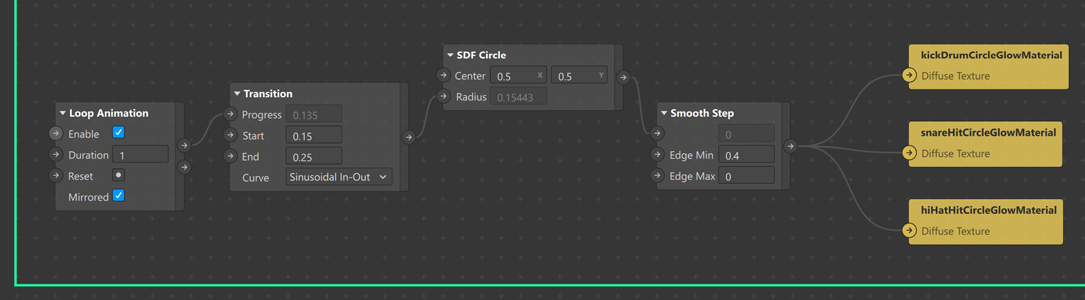 Loop Animation
Enable
Duration 1
Reset
Mirrored
Transition
Progress 0.135
Start 0.15
End 0.25
Curve Sinusoidal In-Out
SDF Circle
Center 0.5 X 0.5 Y
Radius 0.15443
Smooth Step
0
Edge Min 0.4
Edge Max 0
kickDrumCircleGlowMaterial
Diffuse Texture
snareHitCircleGlowMaterial
Diffuse Texture
hiHatHitCircleGlowMaterial
Diffuse Texture